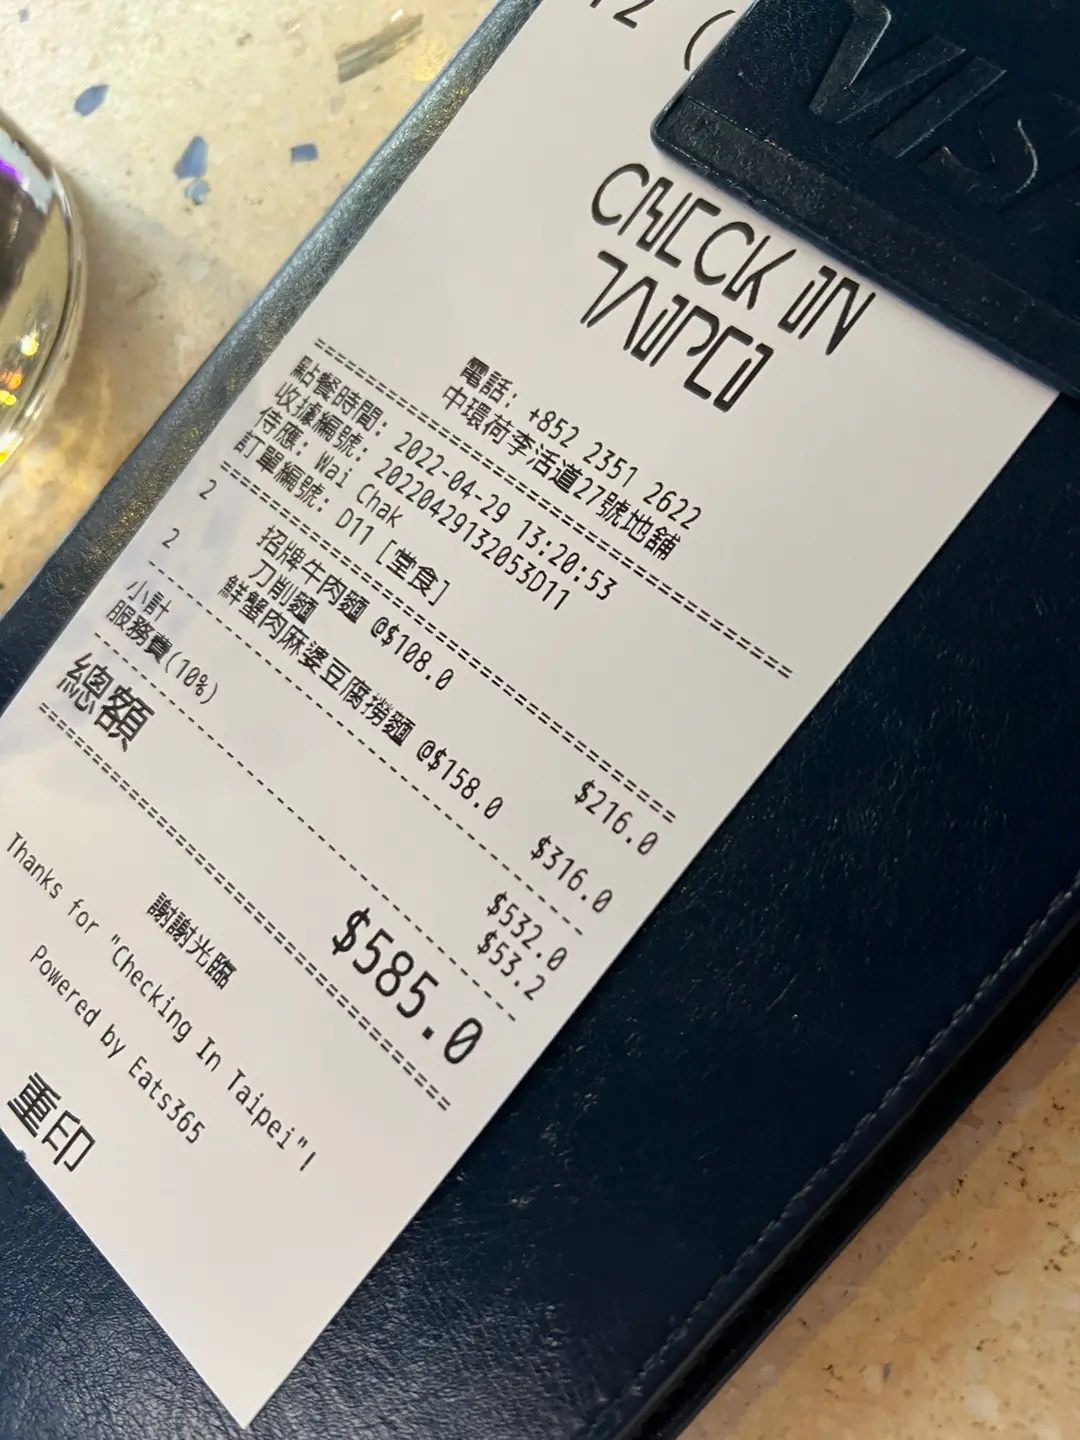 VISA
CHECK IN
TAIPEI
電話: +852 2351 2622
中環荷李活道27號地舖
點餐時間: 2022-04-29 13:20:53
收據編號: 20220429132053D11
侍應: Wai Chak
訂單編號: D11 [堂食]
2 招牌牛肉麵 @$108.0 $216.0
刀削麵
2 鮮蟹肉麻婆豆腐撈麵 @$158.0 $316.0
小計 $532.0
服務費(10%) $53.2
總額 $585.0
謝謝光臨
Thanks for "Checking In Taipei"!
Powered by Eats365
重印